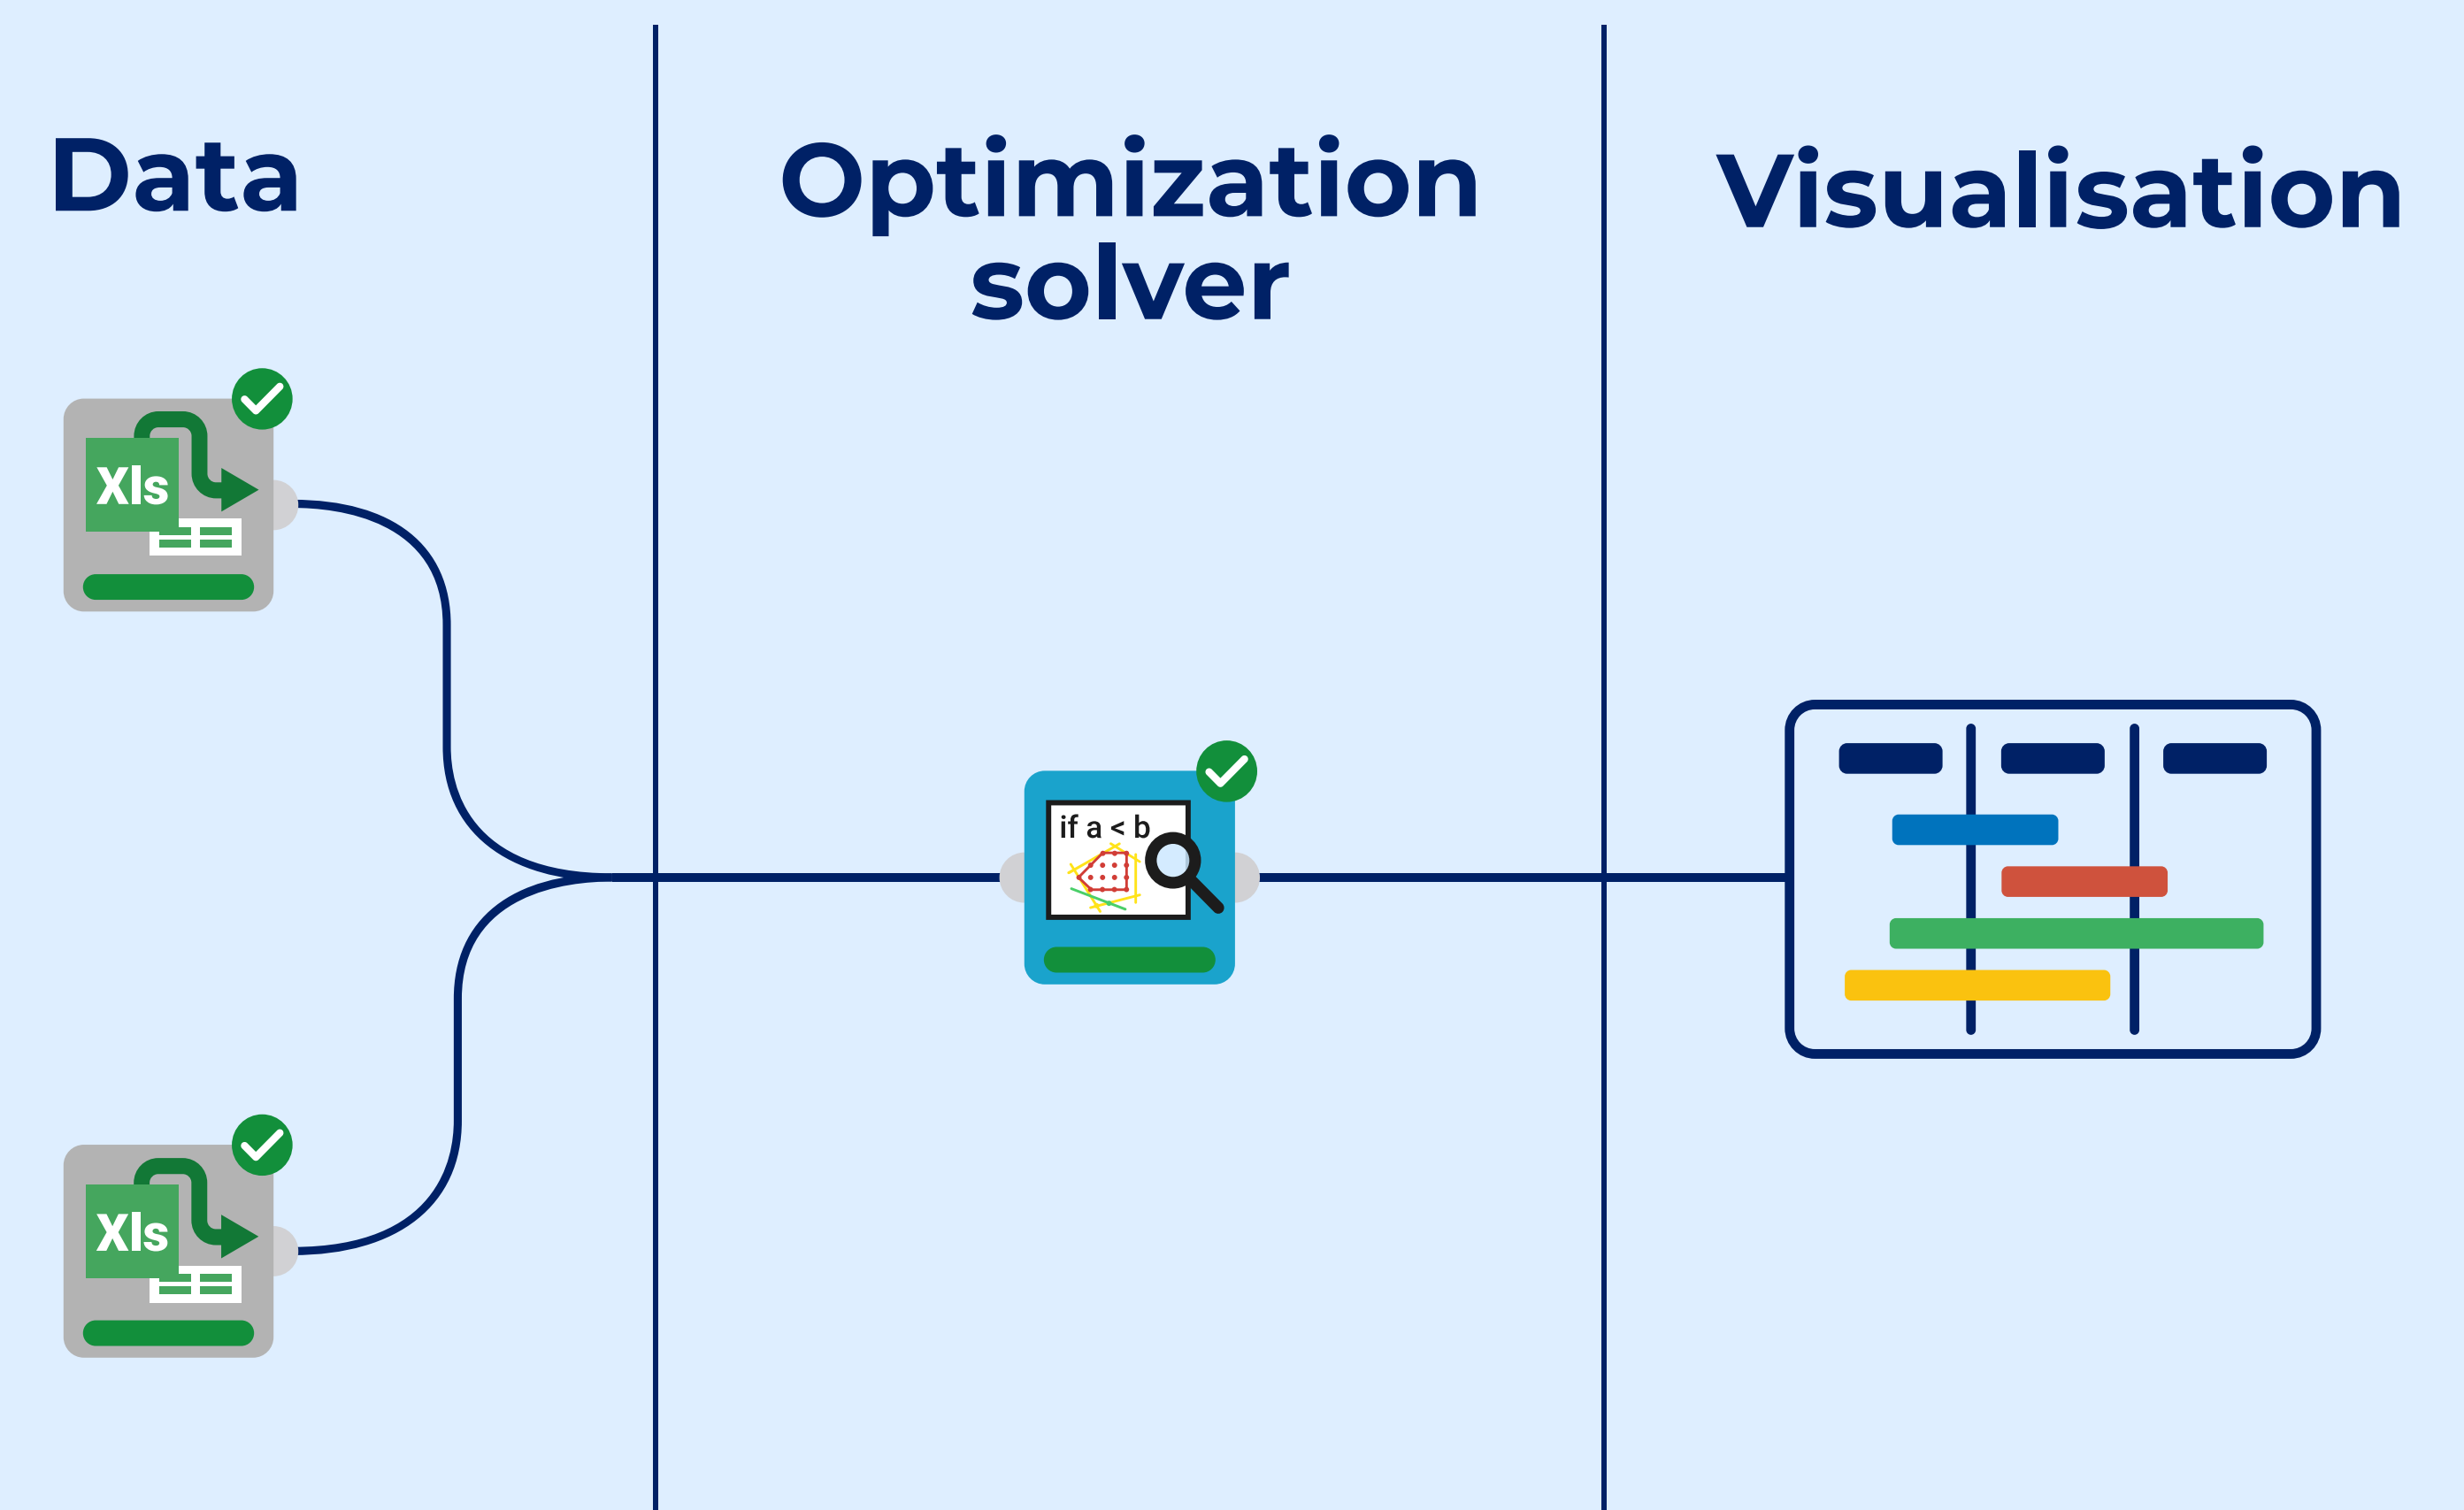 Data
Optimization
solver
Visualisation
Xls
if a < b
Xls